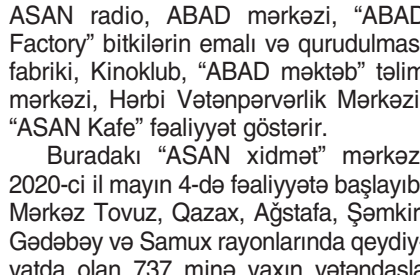 ASAN radio, ABAD mərkəzi, “ABAD
Factory” bitkilərin emalı və qurudulmas
fabriki, Kinoklub, “ABAD məktəb” təlim
mərkəzi, Hərbi Vətənpərvərlik Mərkəzi
“ASAN Kafe” fəaliyyət göstərir.
Buradakı “ASAN xidmət” mərkəz
2020-ci il mayın 4-də fəaliyyətə başlayıb
Mərkəz Tovuz, Qazax, Ağstafa, Şəmkir
Gədəbəy və Samux rayonlarında qeydiy
yatda olan 737 minə yaxın vətəndaşl